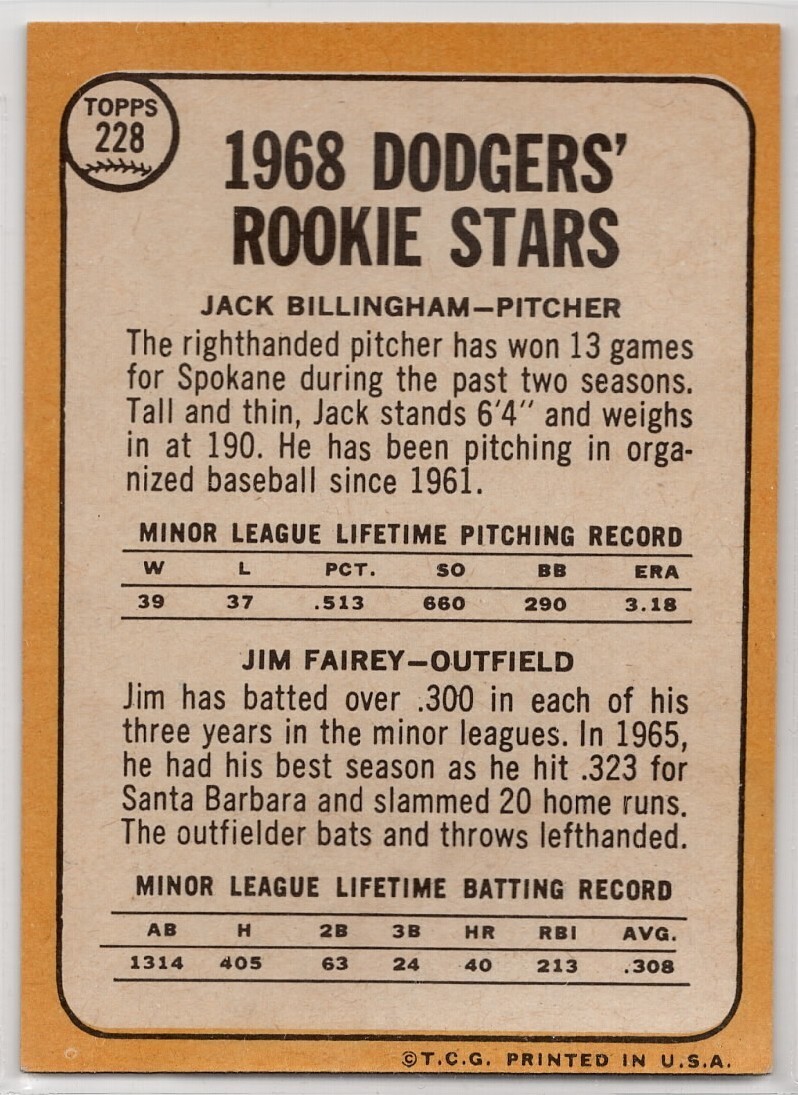 TOPPS
228
1968 DODGERS'
ROOKIE STARS
JACK BILLINGHAM—PITCHER
The righthanded pitcher has won 13 games
for Spokane during the past two seasons.
Tall and thin, Jack stands 6'4" and weighs
in at 190. He has been pitching in orga-
nized baseball since 1961.
MINOR LEAGUE LIFETIME PITCHING RECORD
W L PCT. SO BB ERA
39 37 .513 660 290 3.18
JIM FAIREY—OUTFIELD
Jim has batted over .300 in each of his
three years in the minor leagues. In 1965,
he had his best season as he hit .323 for
Santa Barbara and slammed 20 home runs.
The outfielder bats and throws lefthanded.
MINOR LEAGUE LIFETIME BATTING RECORD
AB H 2B 3B HR RBI AVG.
1314 405 63 24 40 213 .308
©T.C.G. PRINTED IN U.S.A.